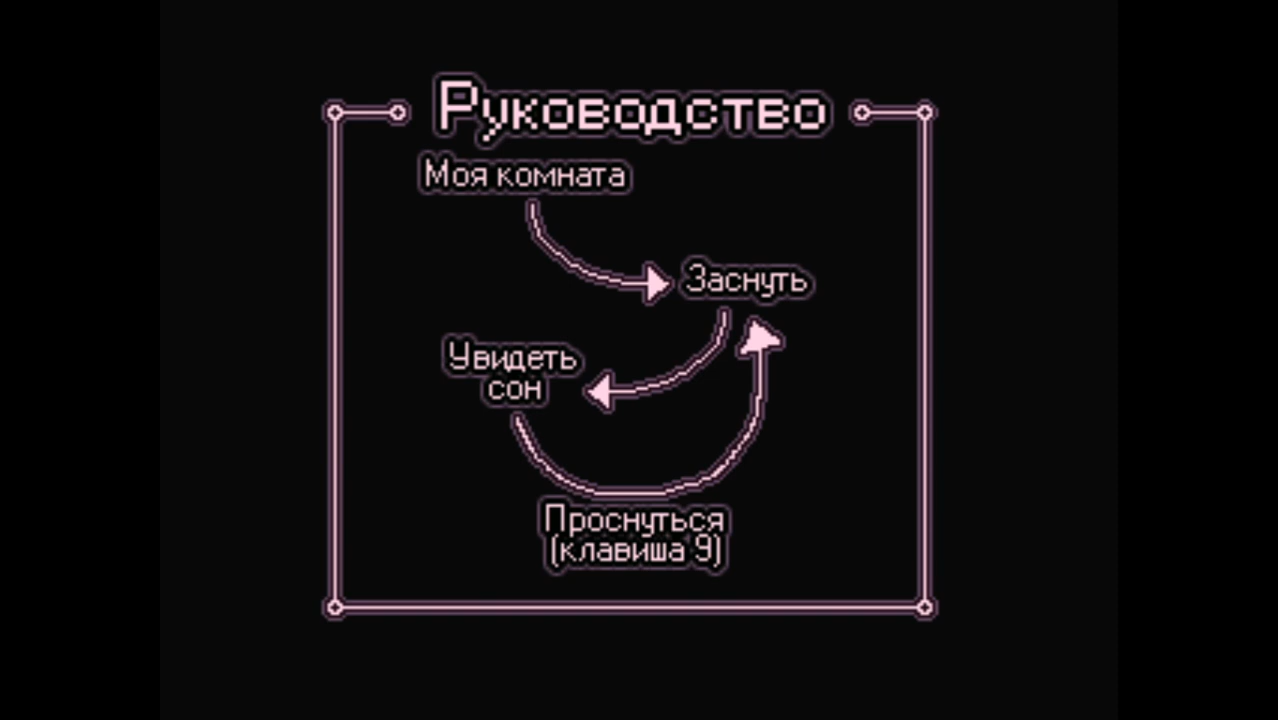 Руководство
Моя комната
Заснуть
Увидеть
сон
Проснуться
(клавиша 9)